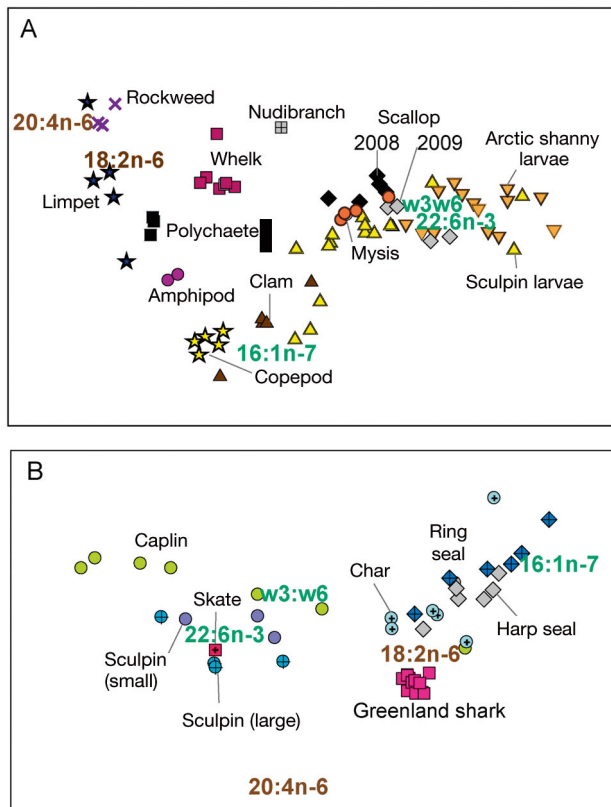 A
Rockweed
20:4n-6
Nudibranch
Scallop
2008 2009
Arctic shanny
larvae
18:2n-6
Whelk
Limpet
w3w6
22:6n-3
Polychaete
Mysis
Sculpin larvae
Amphipod
Clam
16:1n-7
Copepod
B
Caplin
Ring
seal
16:1n-7
w3:w6
Char
Skate
22:6n-3
Harp seal
Sculpin
(small)
18:2n-6
Sculpin (large)
Greenland shark
20:4n-6